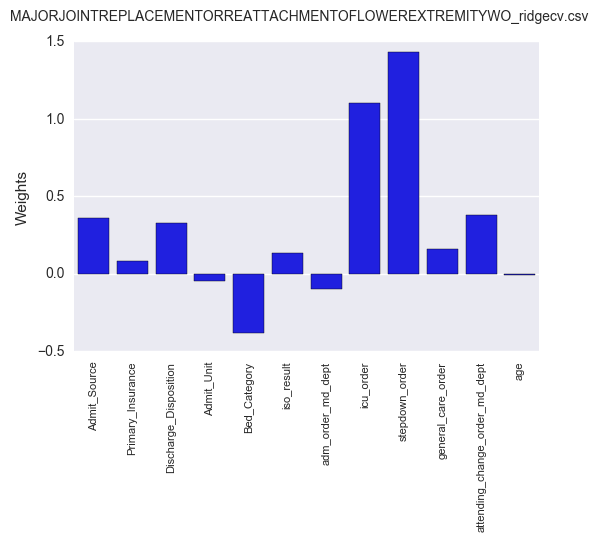 MAJORJOINTREPLACEMENTORREATTACHMENTOFLOWEREXTREMITYWO_ridgecv.csv
1.5
1.0
0.5
0.0
−0.5
Weights
Admit_Source
Primary_Insurance
Discharge_Disposition
Admit_Unit
Bed_Category
iso_result
adm_order_md_dept
icu_order
stepdown_order
general_care_order
attending_change_order_md_dept
age